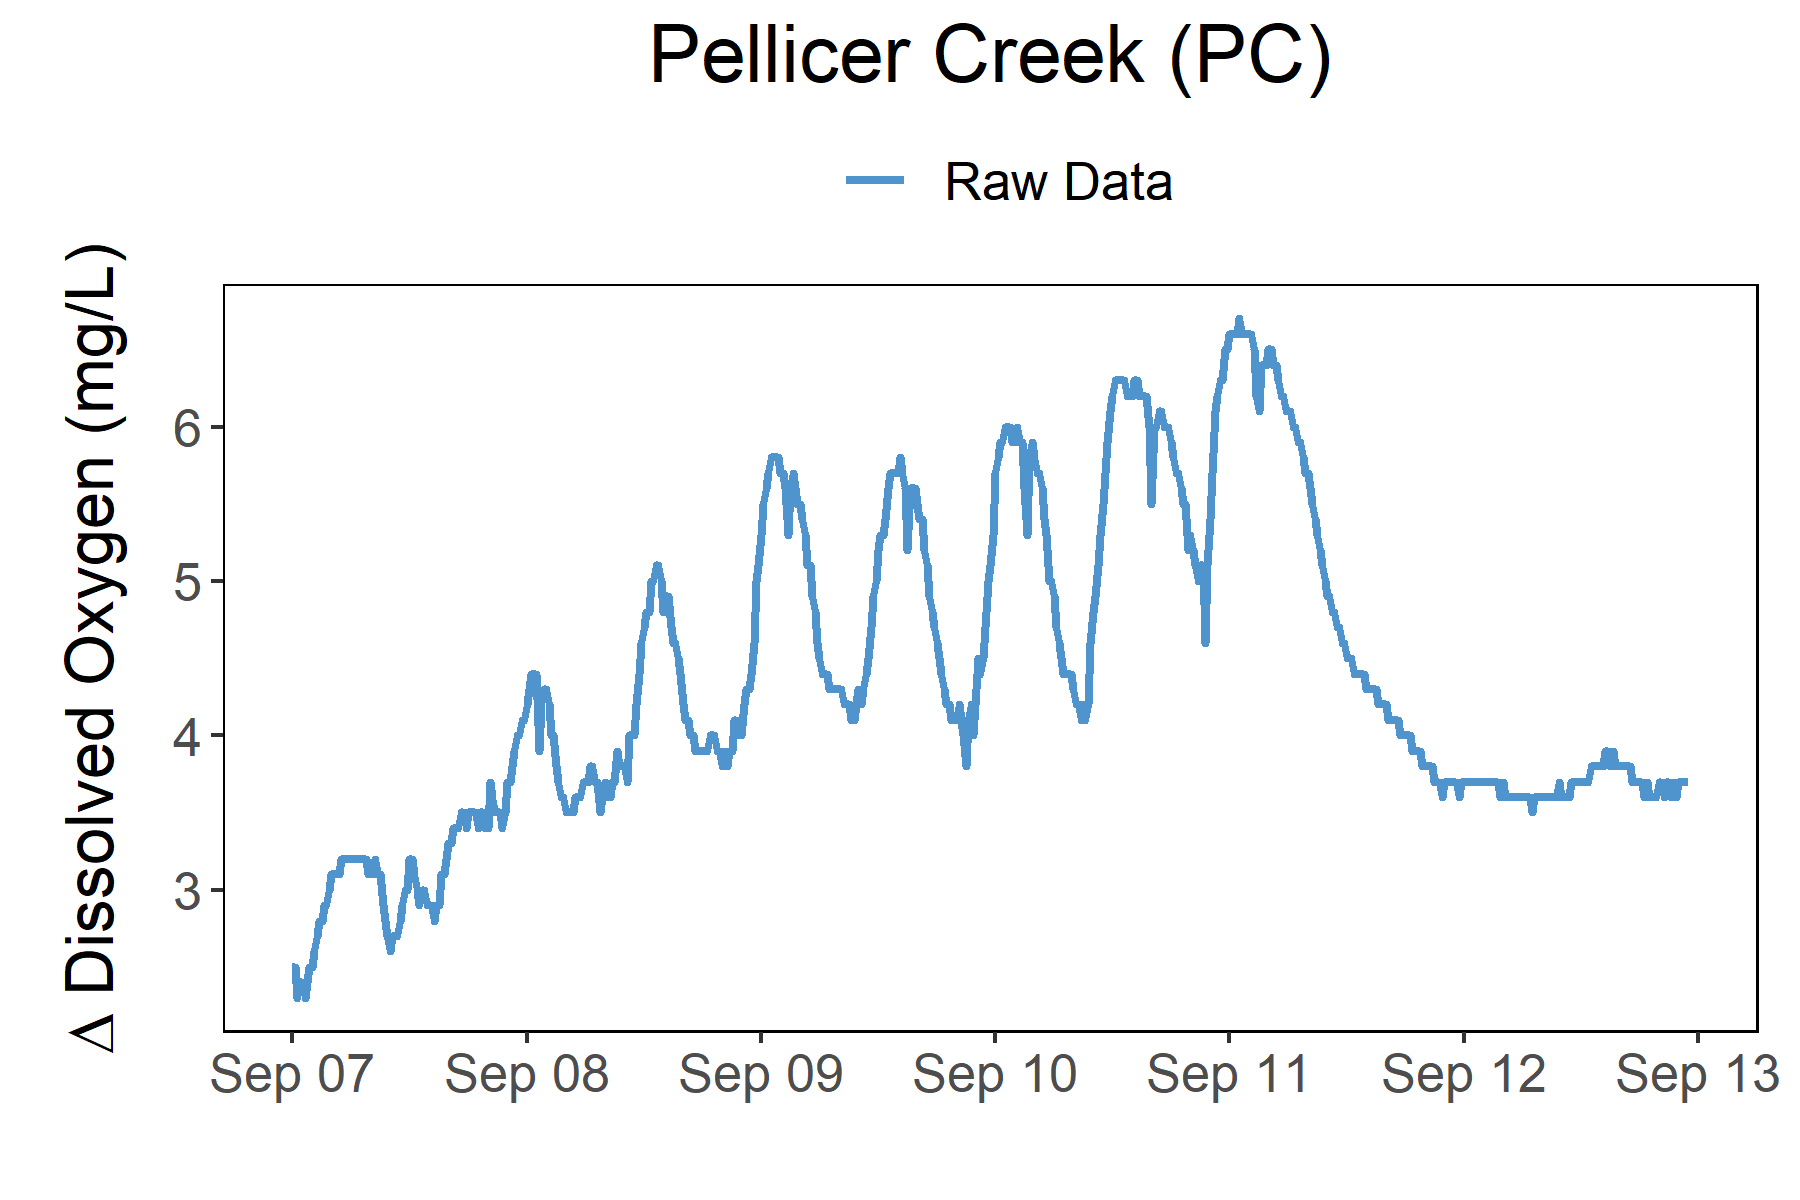 Pellicer Creek (PC)
Raw Data
Δ Dissolved Oxygen (mg/L)
6
5
4
3
Sep 07 Sep 08 Sep 09 Sep 10 Sep 11 Sep 12 Sep 13